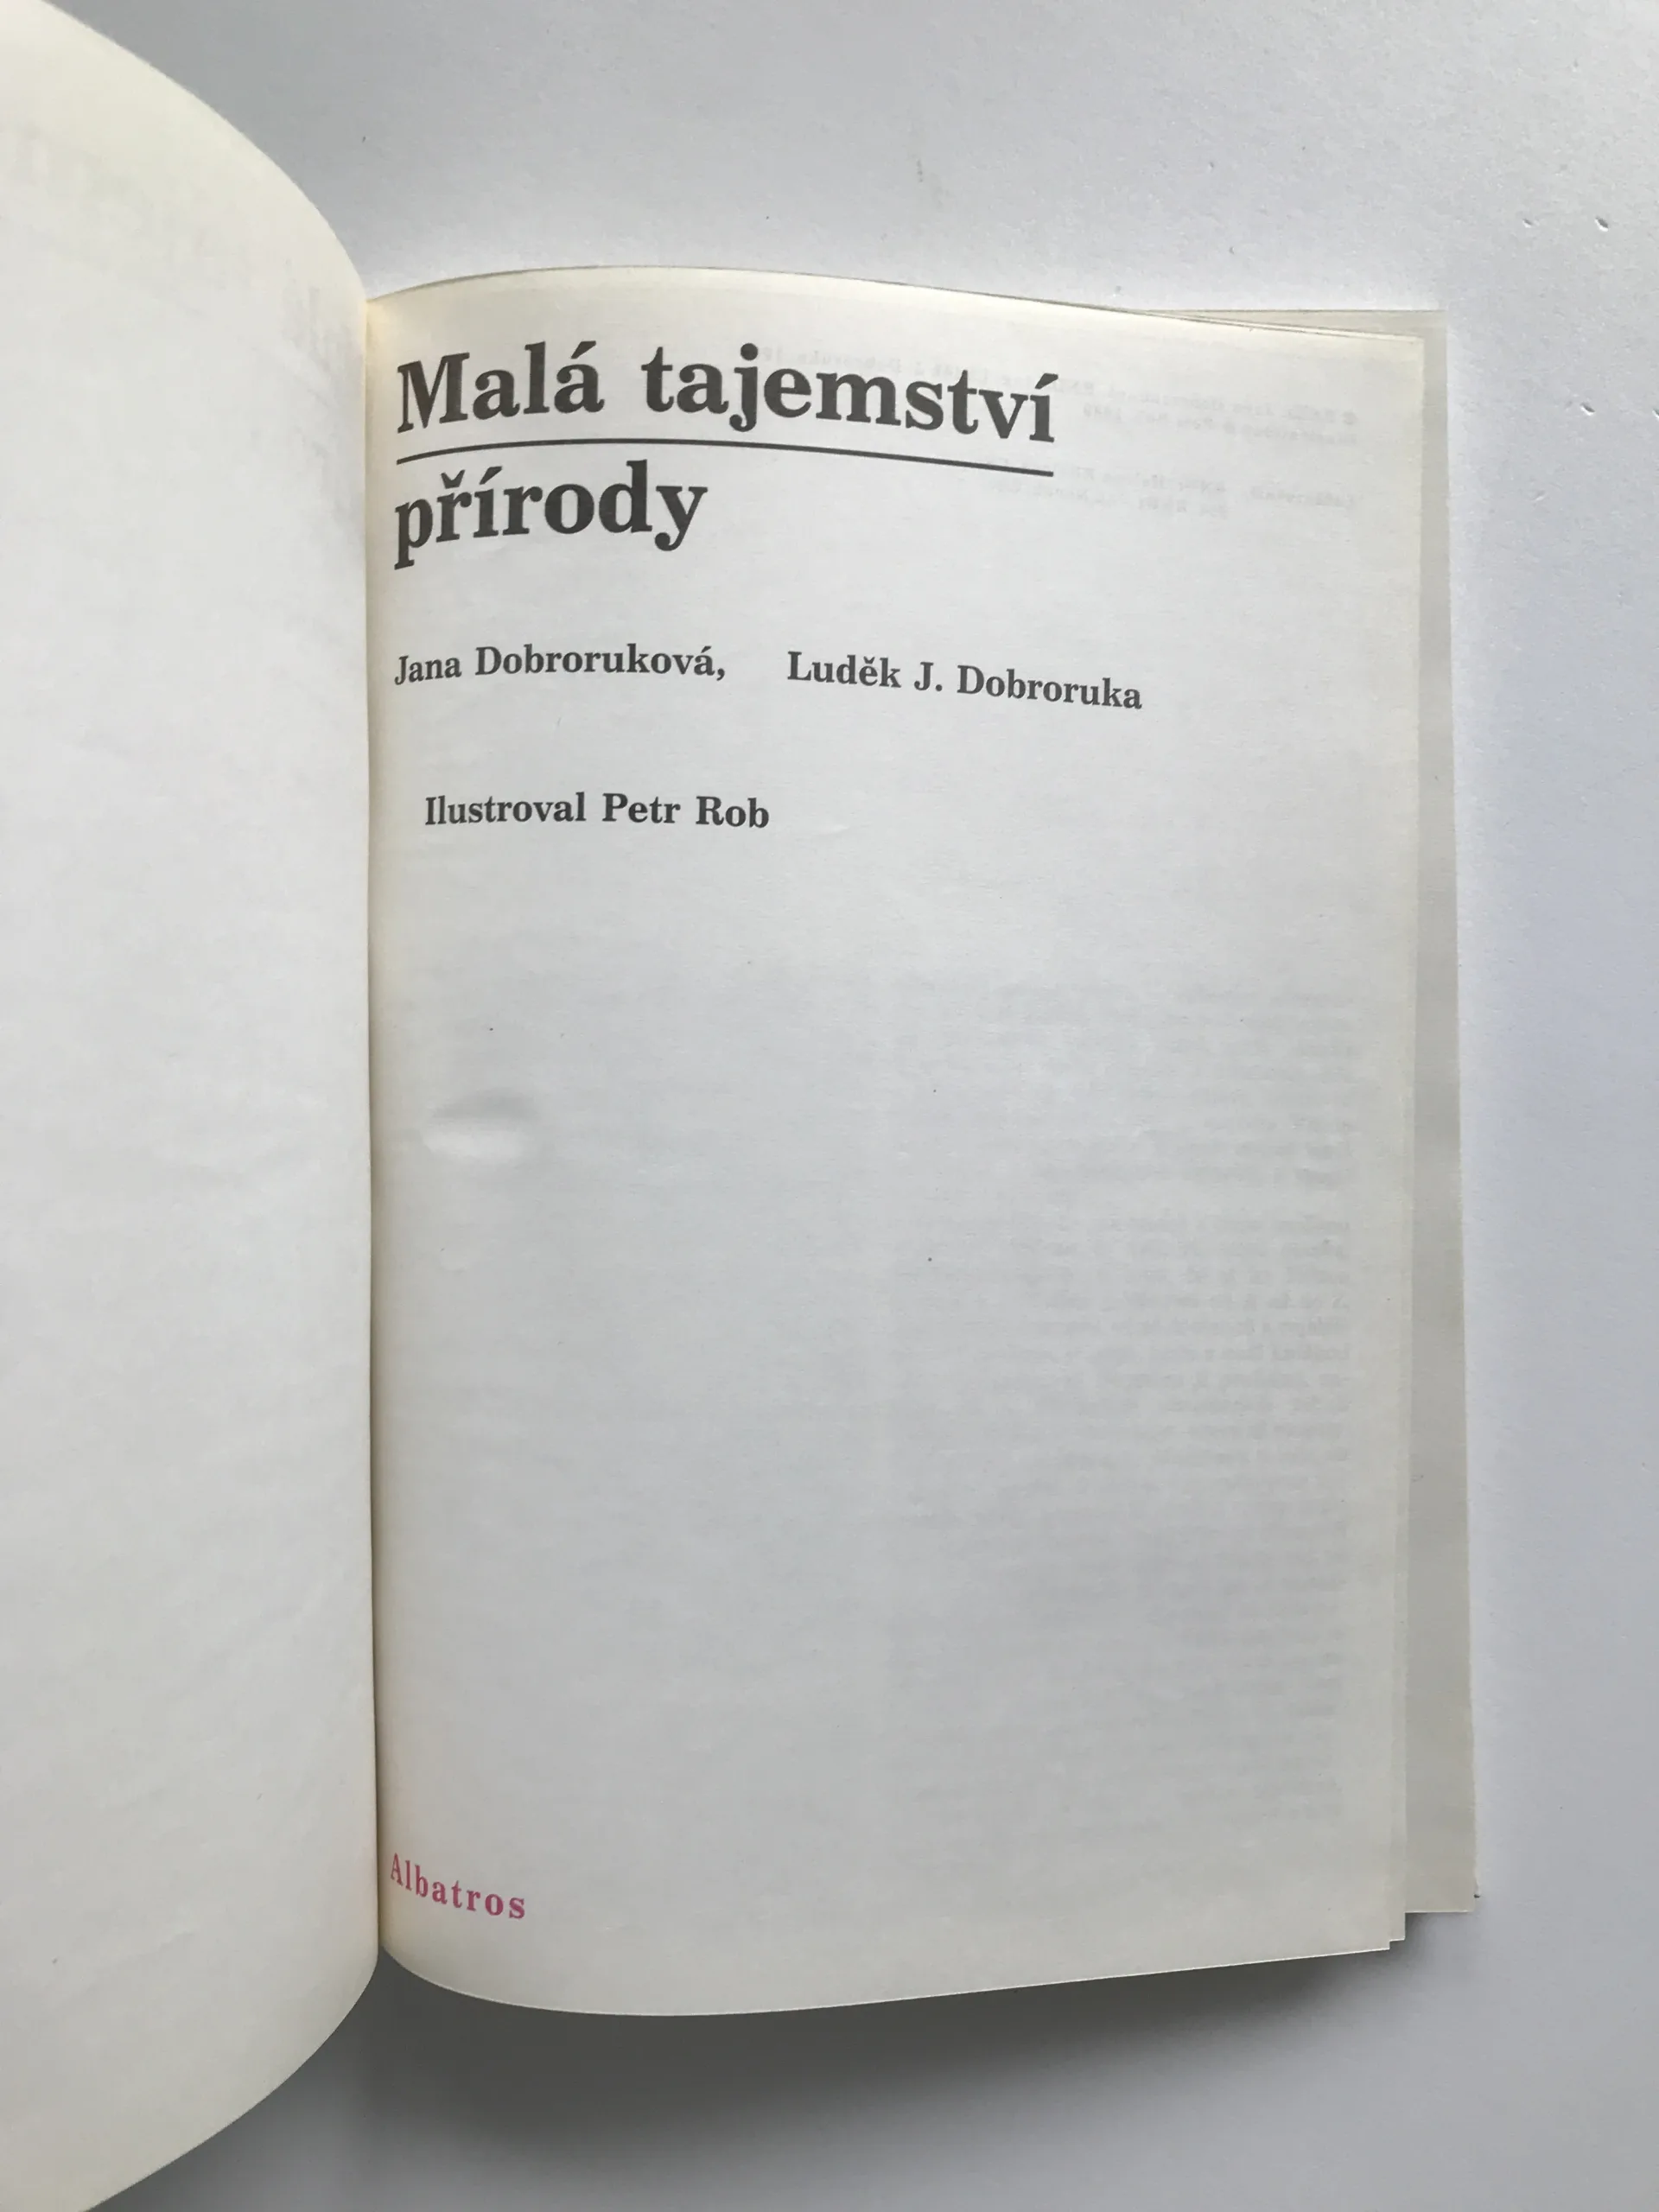 Malá tajemství
přírody
Jana Dobroruková, Luděk J. Dobroruka
Ilustroval Petr Rob
Albatros